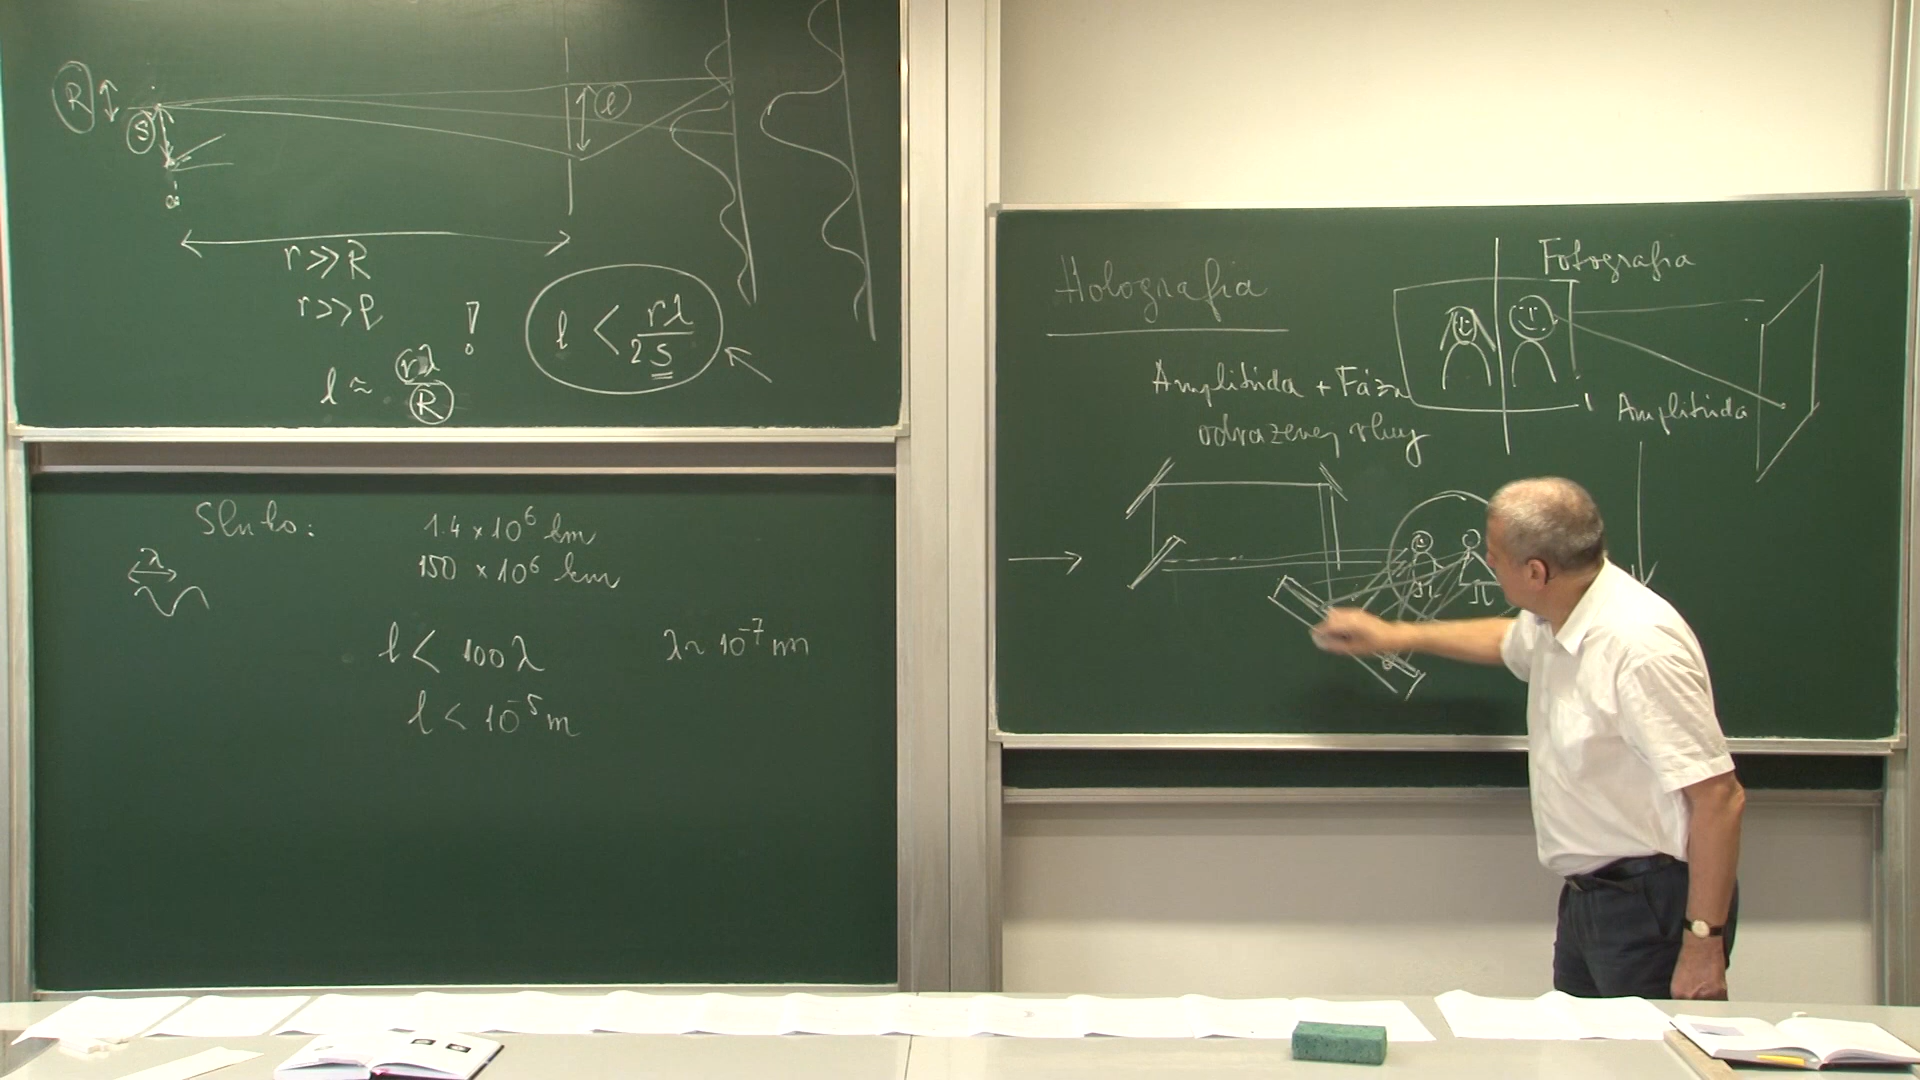 R
S
l
r >> R
r >> l
l ≈ rλ/R !
l < rλ/2S
Slnko:
1.4 × 10⁶ km
150 × 10⁶ km
λ
l < 100 λ
λ ~ 10⁻⁷ m
l < 10⁻⁵ m
Holografia
Fotografia
Amplitúda + Fáza
odrazenej vlny
Amplitúda